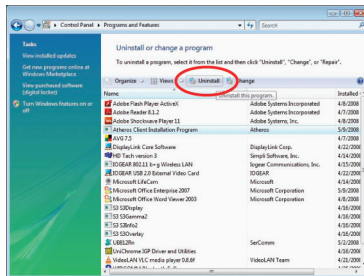 Control Panel ▸ Programs and Features
Search
Tasks
View installed updates
Get new programs online at
Windows Marketplace
View purchased software
(digital locker)
Turn Windows features on or
off
Uninstall or change a program
To uninstall a program, select it from the list and then click "Uninstall", "Change", or "Repair".
Organize Views Uninstall Change
Name Installed
Uninstall this program.
Adobe Flash Player ActiveX Adobe Systems Incorporated 4/8/2008
Adobe Reader 8.1.2 Adobe Systems Incorporated 4/7/2008
Adobe Shockwave Player 11 Adobe Systems, Inc. 4/8/2008
Atheros Client Installation Program Atheros 5/9/2008
AVG 7.5 4/7/2008
DisplayLink Core Software DisplayLink Corp. 4/22/2008
HD Tach version 3 Simpli Software, Inc. 4/14/2008
IOGEAR 802.11 b+g Wireless LAN Iogear Communications, Inc. 4/15/2008
IOGEAR USB 2.0 External Video Card IOGEAR 4/22/2008
Microsoft LifeCam Microsoft 4/14/2008
Microsoft Office Enterprise 2007 Microsoft Corporation 5/9/2008
Microsoft Office Word Viewer 2003 Microsoft Corporation 4/8/2008
S3 S3Display 4/16/2008
S3 S3Gamma2 4/16/2008
S3 S3Info2 4/16/2008
S3 S3Overlay 4/16/2008
SerComm 5/2/2008
UniChrome IGP Driver and Utilities 4/16/2008
VideoLAN VLC media player 0.8.6f VideoLAN Team 4/21/2008